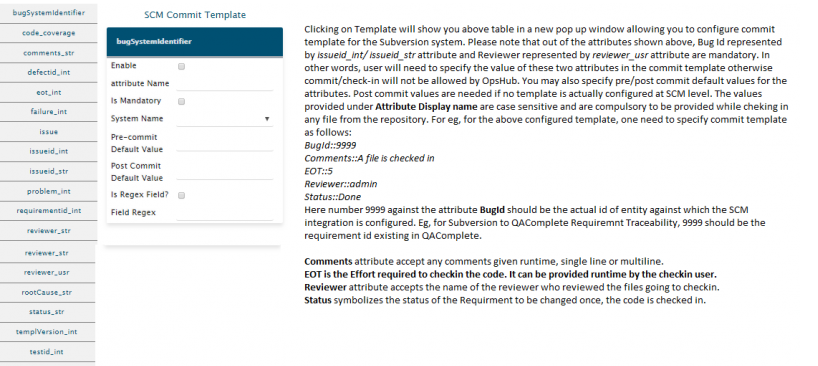 bugSystemIdentifier
code_coverage
comments_str
defectid_int
eot_int
failure_int
issue
issueid_int
issueid_str
problem_int
requirementid_int
reviewer_str
reviewer_str
reviewer_usr
rootCause_str
status_str
templVersion_int
testid_int
SCM Commit Template
bugSystemIdentifier
Enable
attribute Name
Is Mandatory
System Name
Pre-commit
Default Value
Post Commit
Default Value
Is Regex Field?
Field Regex
Clicking on Template will show you above table in a new pop up window allowing you to configure commit
template for the Subversion system. Please note that out of the attributes shown above, Bug Id represented
by issueid_int/ issueid_str attribute and Reviewer represented by reviewer_usr attribute are mandatory. In
other words, user will need to specify the value of these two attributes in the commit template otherwise
commit/check-in will not be allowed by OpsHub. You may also specify pre/post commit default values for the
attributes. Post commit values are needed if no template is actually configured at SCM level. The values
provided under Attribute Display name are case sensitive and are compulsory to be provided while cheking in
any file from the repository. For eg, for the above configured template, one need to specify commit template
as follows:
BugId::9999
Comments::A file is checked in
EOT::5
Reviewer::admin
Status::Done
Here number 9999 against the attribute BugId should be the actual id of entity against which the SCM
integration is configured. Eg, for Subversion to QAComplete Requiremnt Traceability, 9999 should be the
requirement id existing in QAComplete.
Comments attribute accept any comments given runtime, single line or multiline.
EOT is the Effort required to checkin the code. It can be provided runtime by the checkin user.
Reviewer attribute accepts the name of the reviewer who reviewed the files going to checkin.
Status symbolizes the status of the Requirment to be changed once, the code is checked in.